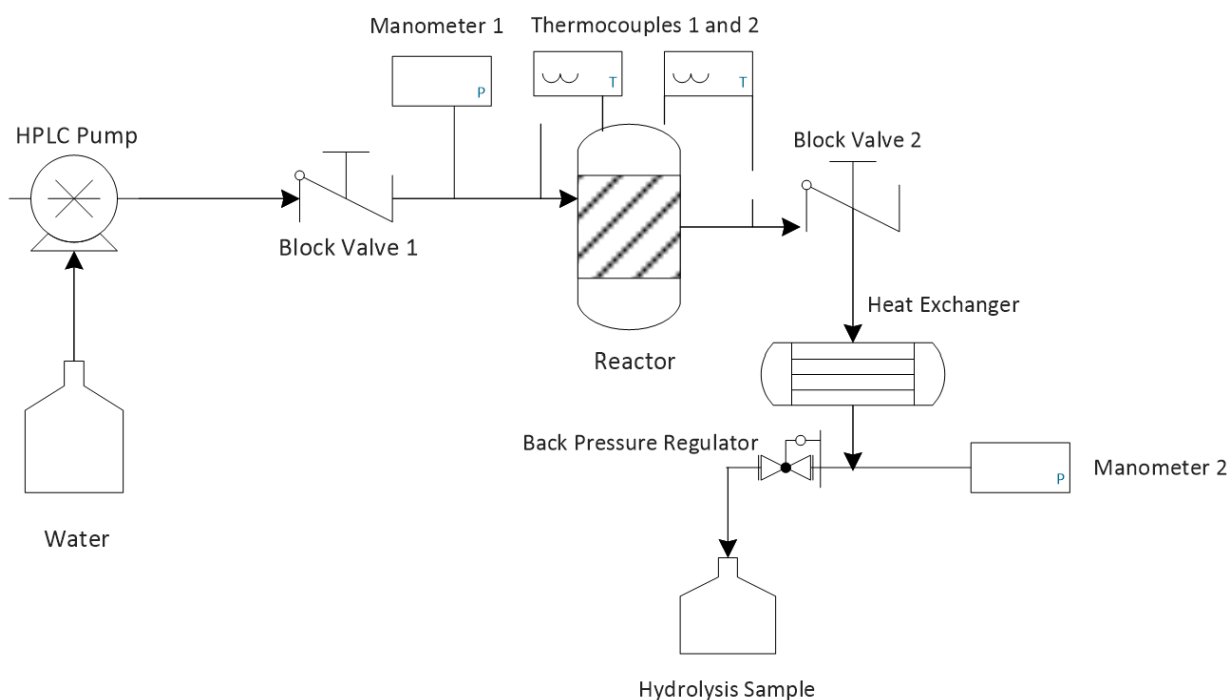 Manometer 1
Thermocouples 1 and 2
P
T
T
HPLC Pump
Block Valve 2
Block Valve 1
Heat Exchanger
Reactor
Back Pressure Regulator
Manometer 2
P
Water
Hydrolysis Sample